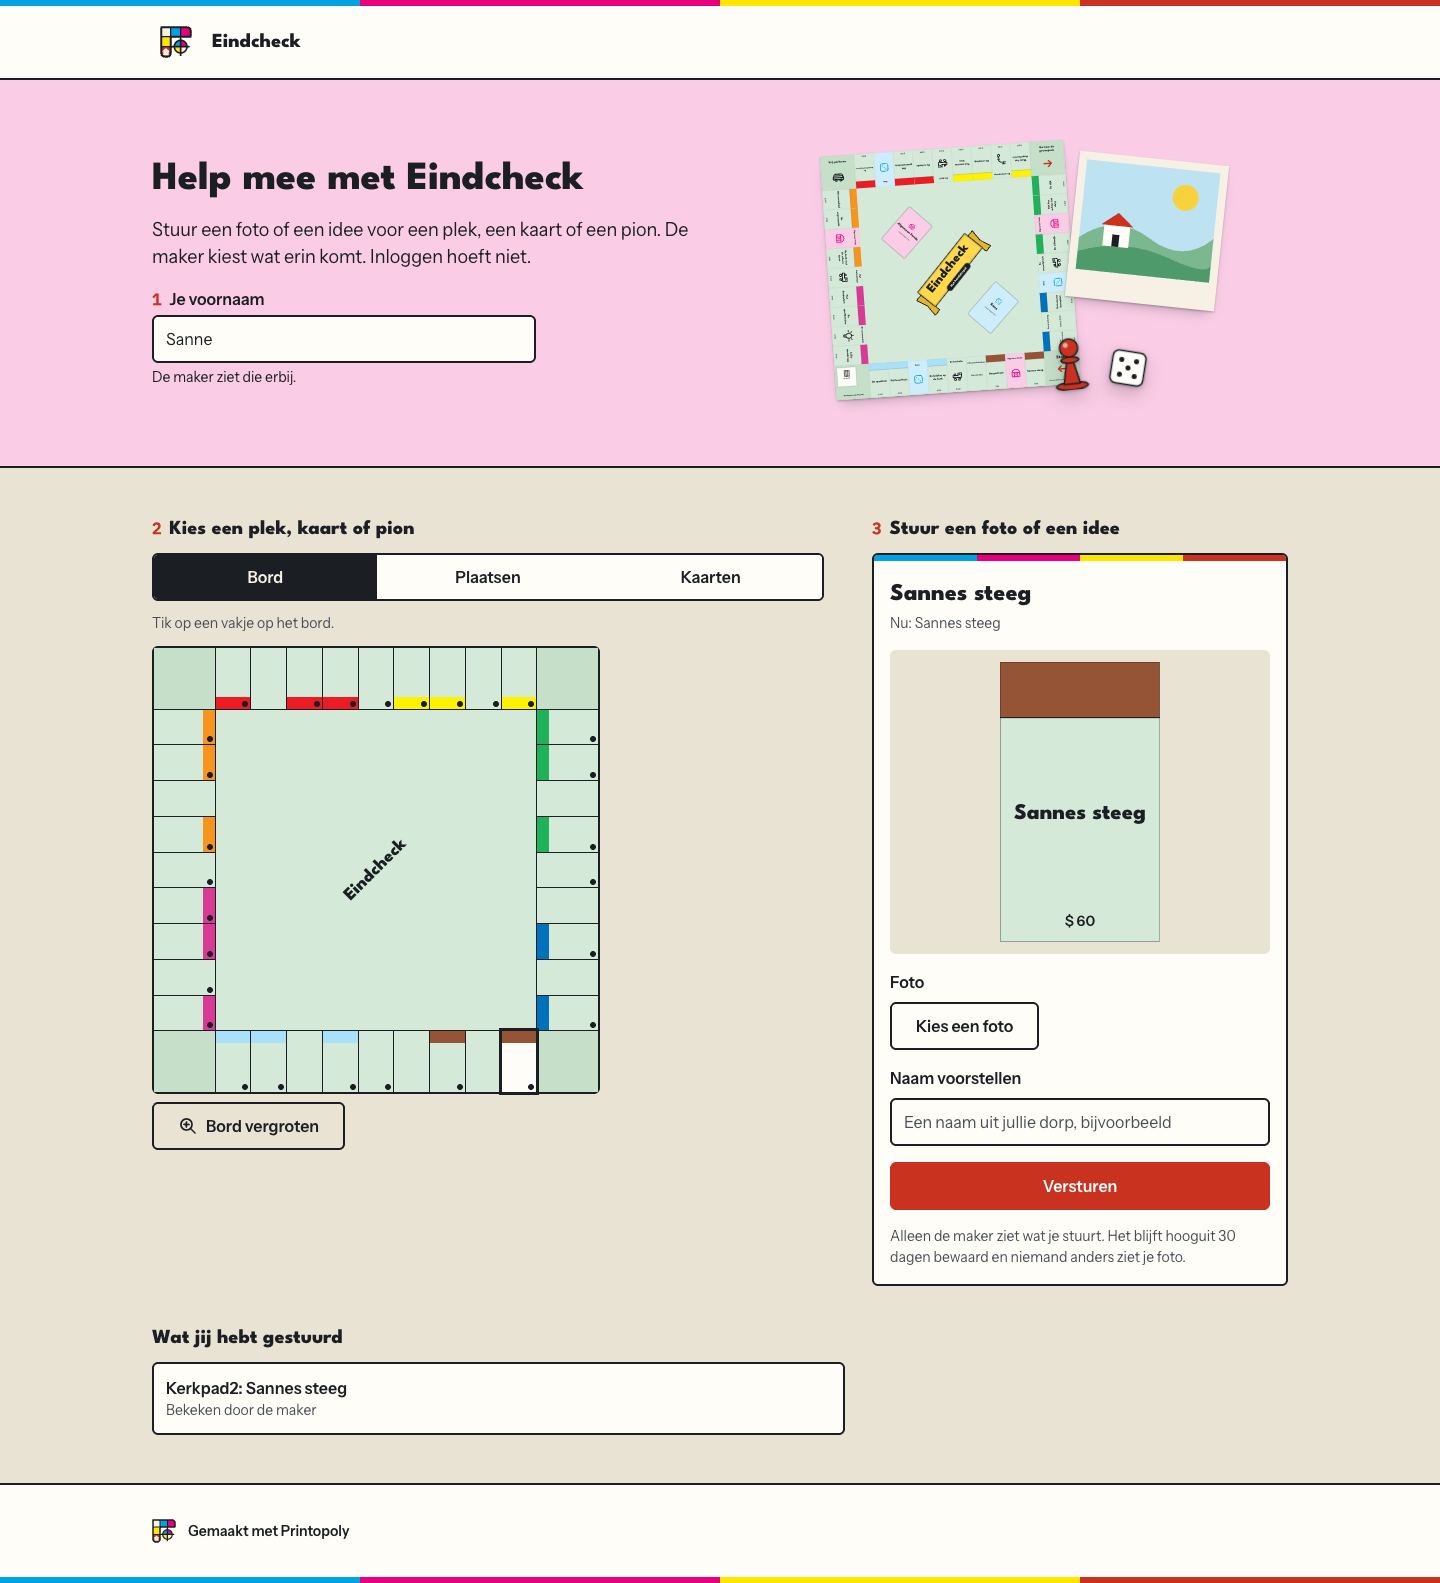 Eindcheck
Help mee met Eindcheck
Stuur een foto of een idee voor een plek, een kaart of een pion. De
maker kiest wat erin komt. Inloggen hoeft niet.
1 Je voornaam
Sanne
De maker ziet die erbij.
Eindcheck
2 Kies een plek, kaart of pion
Bord
Plaatsen
Kaarten
Tik op een vakje op het bord.
Eindcheck
Bord vergroten
3 Stuur een foto of een idee
Sannes steeg
Nu: Sannes steeg
Sannes steeg
$ 60
Foto
Kies een foto
Naam voorstellen
Een naam uit jullie dorp, bijvoorbeeld
Versturen
Alleen de maker ziet wat je stuurt. Het blijft hooguit 30
dagen bewaard en niemand anders ziet je foto.
Wat jij hebt gestuurd
Kerkpad2: Sannes steeg
Bekeken door de maker
Gemaakt met Printopoly